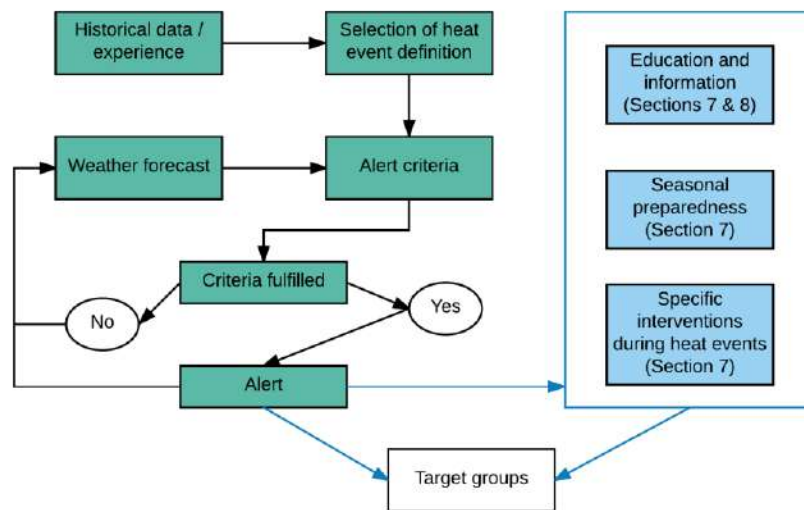 Historical data /
experience
Selection of heat
event definition
Education and
information
(Sections 7 & 8)
Weather forecast
Alert criteria
Seasonal
preparedness
(Section 7)
Criteria fulfilled
No
Yes
Specific
interventions
during heat events
(Section 7)
Alert
Target groups